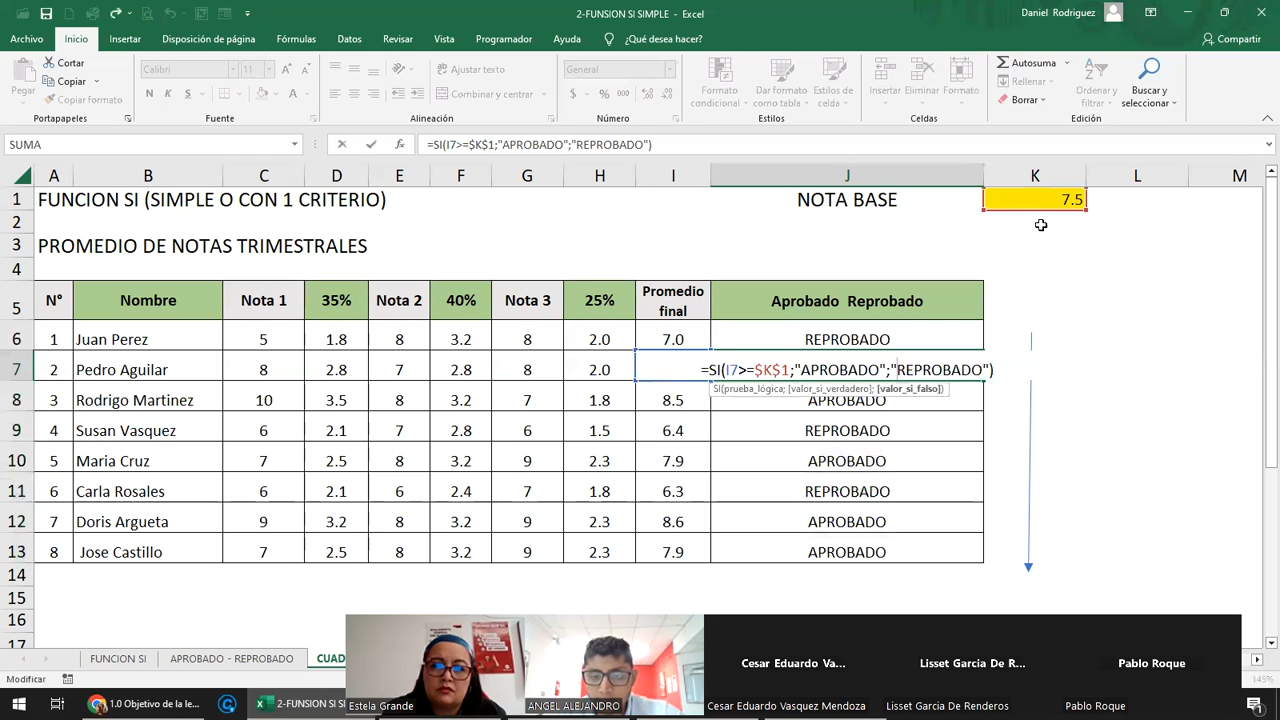 2-FUNSION SI SIMPLE - Excel
Daniel Rodriguez
Archivo Inicio Insertar Disposición de página Fórmulas Datos Revisar Vista Programador Ayuda ¿Qué desea hacer? Compartir
Pegar
Cortar
Copiar
Copiar formato
Portapapeles
Calibri
11
N K S
Fuente
Ajustar texto
Combinar y centrar
Alineación
General
$ % 000
Número
Formato condicional
Dar formato como tabla
Estilos de celda
Estilos
Insertar Eliminar Formato
Celdas
Autosuma
Rellenar
Borrar
Ordenar y filtrar
Buscar y seleccionar
Edición
SUMA
=SI(I7>=$K$1;"APROBADO";"REPROBADO")
A B C D E F G H I J K L M
1 FUNCION SI (SIMPLE O CON 1 CRITERIO) NOTA BASE 7.5
2
3 PROMEDIO DE NOTAS TRIMESTRALES
4
5 N° Nombre Nota 1 35% Nota 2 40% Nota 3 25% Promedio final Aprobado Reprobado
6 1 Juan Perez 5 1.8 8 3.2 8 2.0 7.0 REPROBADO
7 2 Pedro Aguilar 8 2.8 7 2.8 8 2.0 =SI(I7>=$K$1;"APROBADO";"REPROBADO")
SI(prueba_lógica; [valor_si_verdadero]; [valor_si_falso])
8 3 Rodrigo Martinez 10 3.5 8 3.2 7 1.8 8.5 APROBADO
9 4 Susan Vasquez 6 2.1 7 2.8 6 1.5 6.4 REPROBADO
10 5 Maria Cruz 7 2.5 8 3.2 9 2.3 7.9 APROBADO
11 6 Carla Rosales 6 2.1 6 2.4 7 1.8 6.3 REPROBADO
12 7 Doris Argueta 9 3.2 8 3.2 9 2.3 8.6 APROBADO
13 8 Jose Castillo 7 2.5 8 3.2 9 2.3 7.9 APROBADO
14
15
16
17
FUNCION SI APROBADO - REPROBADO CUAD
Modificar
145%
Estela Grande
ANGEL ALEJANDRO
Cesar Eduardo Va...
Cesar Eduardo Vasquez Mendoza
Lisset Garcia De R...
Lisset Garcia De Renderos
Pablo Roque
Pablo Roque
1.0 Objetivo de la le...
2-FUNSION SI SI